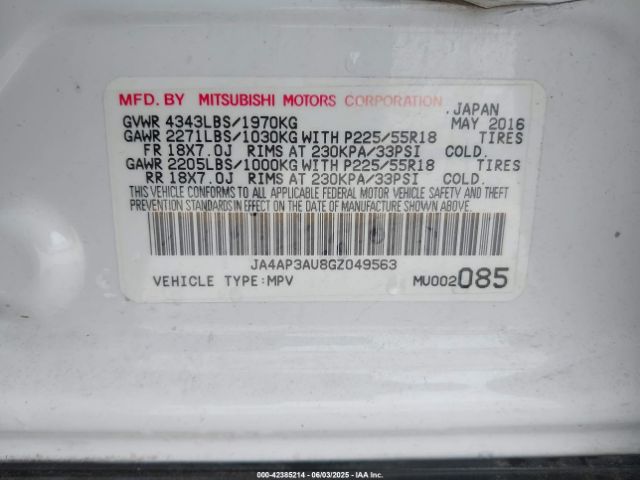 MFD. BY MITSUBISHI MOTORS CORPORATION, JAPAN
GVWR 4343LBS/1970KG MAY 2016
GAWR 2271LBS/1030KG WITH P225/55R18 TIRES
FR 18X7.0J RIMS AT 230KPA/33PSI COLD.
GAWR 2205LBS/1000KG WITH P225/55R18 TIRES
RR 18X7.0J RIMS AT 230KPA/33PSI COLD.
THIS VEHICLE CONFORMS TO ALL APPLICABLE FEDERAL MOTOR VEHICLE SAFETY AND THEFT
PREVENTION STANDARDS IN EFFECT ON THE DATE OF MANUFACTURE SHOWN ABOVE.
JA4AP3AU8GZ049563
VEHICLE TYPE:MPV MU002085
000-42385214 - 06/03/2025 - IAAI.COM